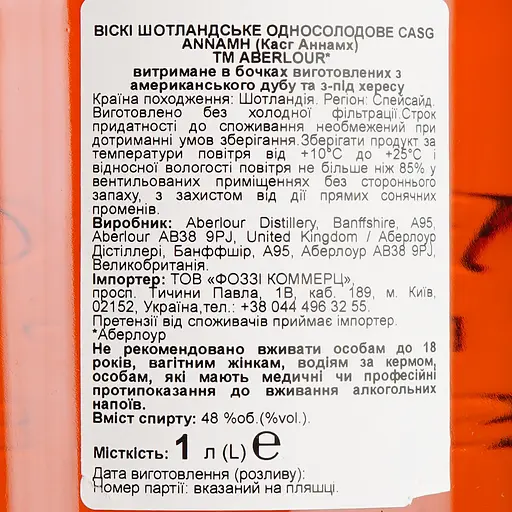 ВІСКІ ШОТЛАНДСЬКЕ ОДНОСОЛОДОВЕ CASG
ANNAMH (Касг Аннамх)
ТМ ABERLOUR*
витримане в бочках виготовлених з
американського дубу та з-під хересу
Країна походження: Шотландія. Регіон: Спейсайд.
Виготовлено без холодної фільтрації.Строк
придатності до споживання необмежений при
дотриманні умов зберігання.Зберігати продукт за
температури повітря від +10°С до +25°С і
відносної вологості повітря не більше ніж 85% у
вентильованих приміщеннях без стороннього
запаху, з захистом від дії прямих сонячних
променів.
Виробник: Aberlour Distillery, Banffshire, A95,
Aberlour AB38 9PJ, United Kingdom / Аберлоур
Дістіллері, Банффшір, А95, Аберлоур AB38 9PJ,
Великобританія.
Імпортер: ТОВ «ФОЗЗІ КОММЕРЦ»,
просп. Тичини Павла, 1В, каб. 189, м. Київ,
02152, Україна,тел.: +38 044 496 32 55.
Претензії від споживачів приймає імпортер.
*Аберлоур
Не рекомендовано вживати особам до 18
років, вагітним жінкам, водіям за кермом,
особам, які мають медичні чи професійні
протипоказання до вживання алкогольних
напоїв.
Вміст спирту: 48 %об.(%vol.).
Місткість: 1 л (L) ℮
Дата виготовлення (розливу):
Номер партії: вказаний на пляшці.